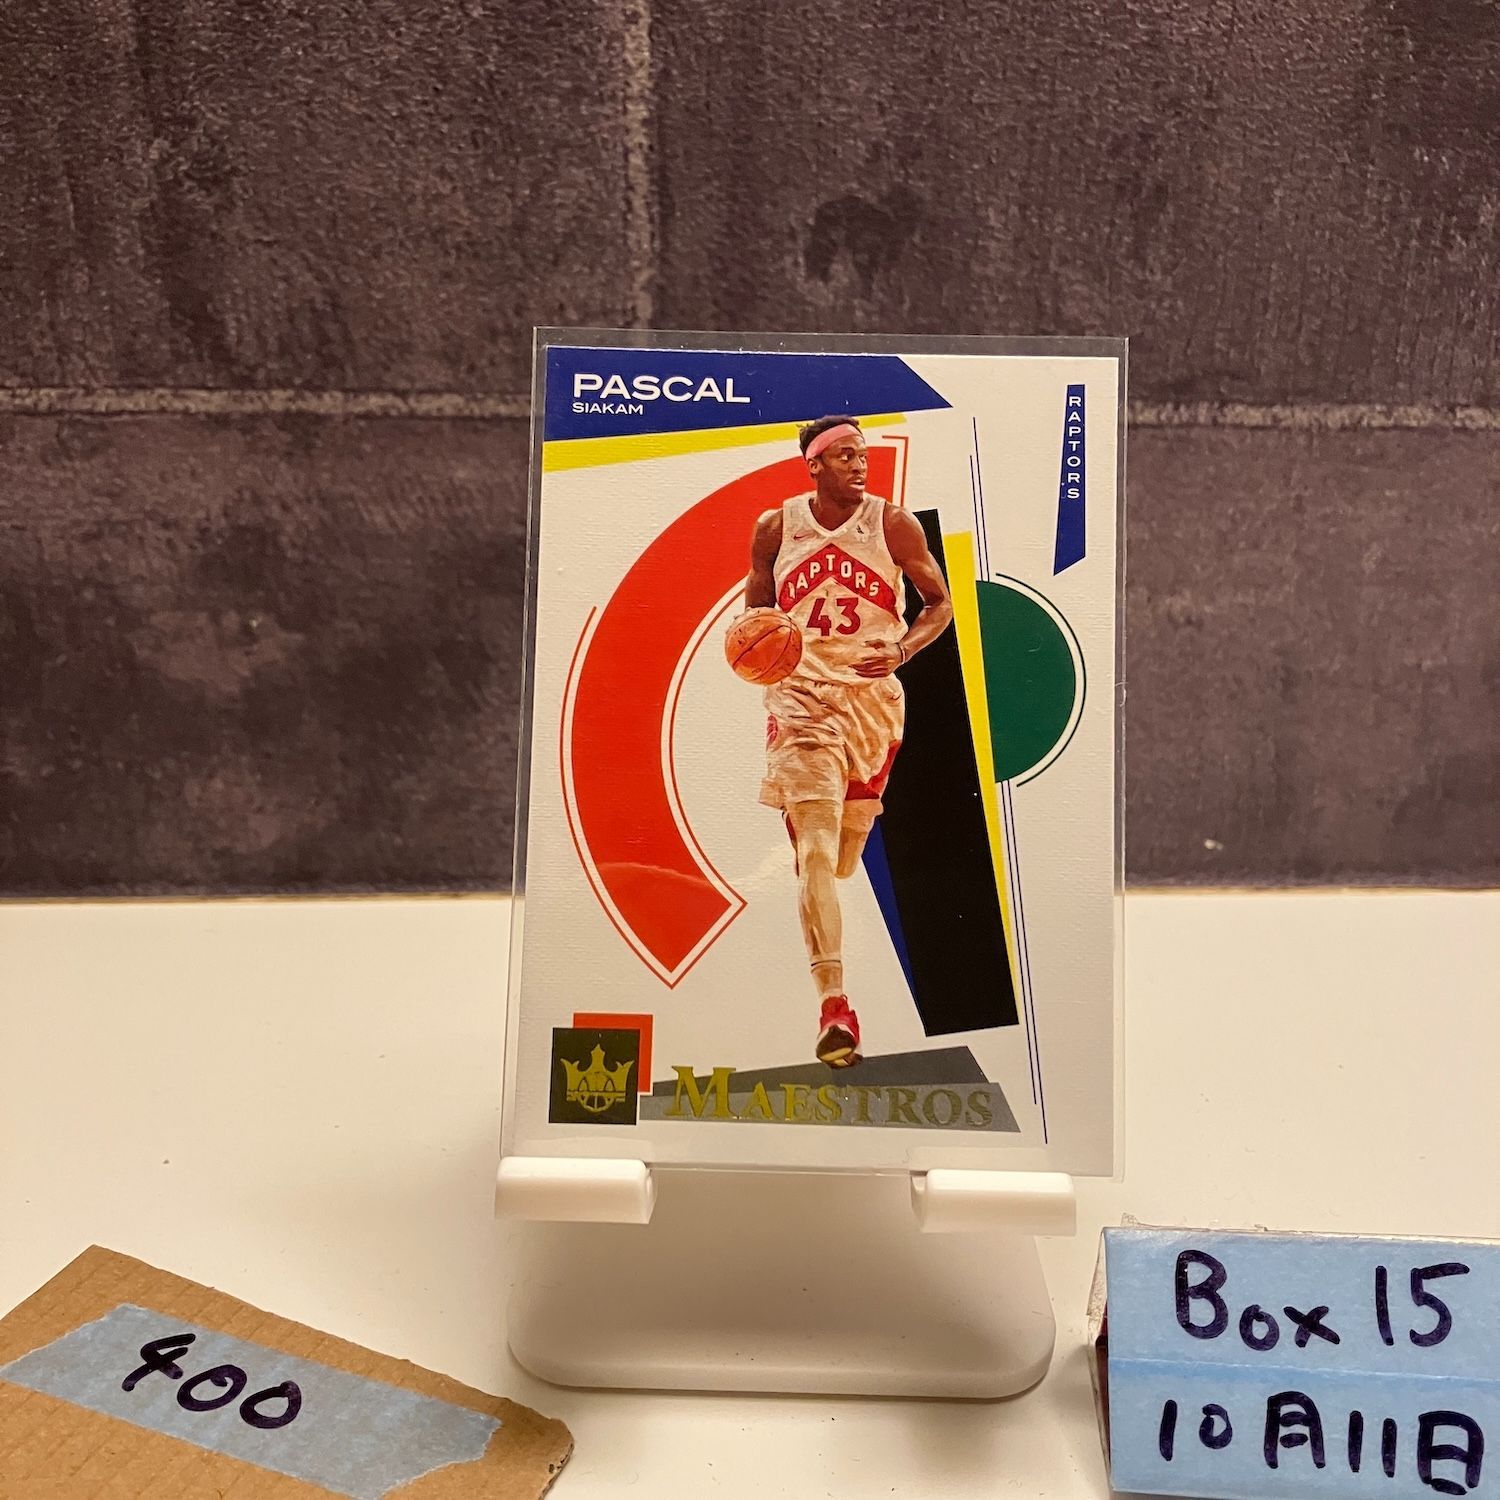 PASCAL
SIAKAM
RAPTORS
RAPTORS
43
MAESTROS
400
Box 15
10月11日